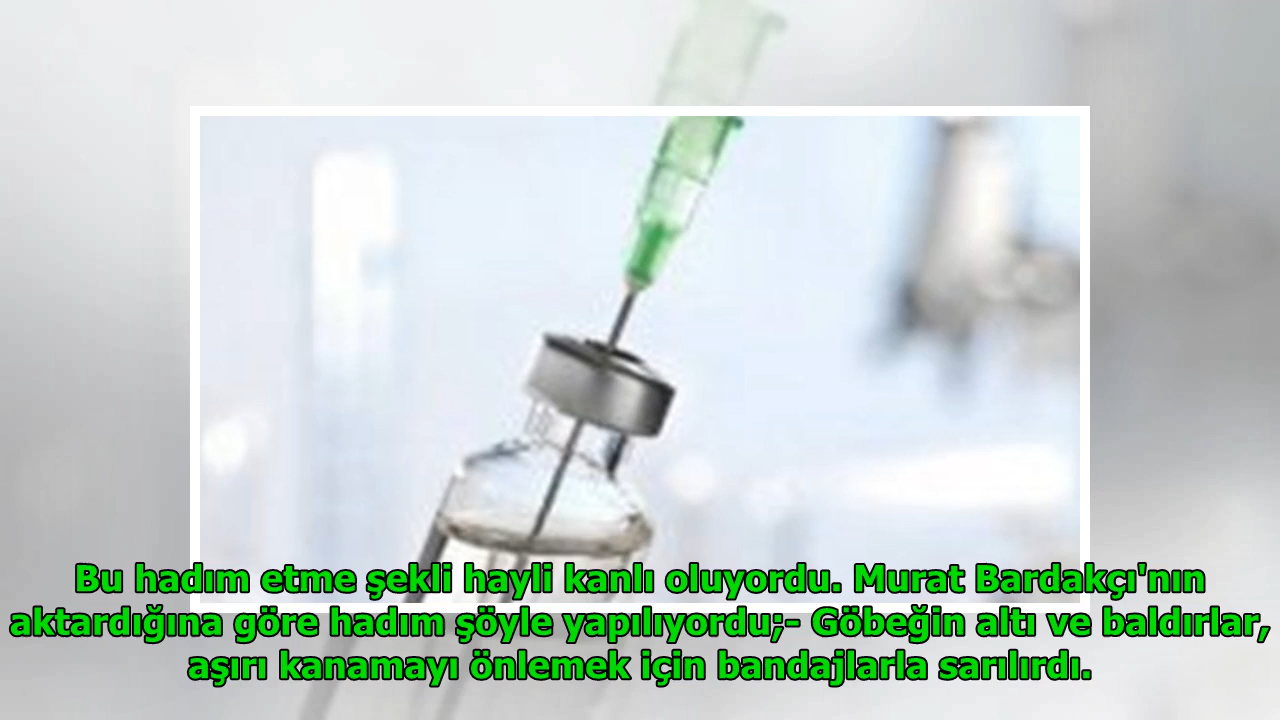 Bu hadım etme şekli hayli kanlı oluyordu. Murat Bardakçı'nın
aktardığına göre hadım şöyle yapılıyordu;- Göbeğin altı ve baldırlar,
aşırı kanamayı önlemek için bandajlarla sarılırdı.